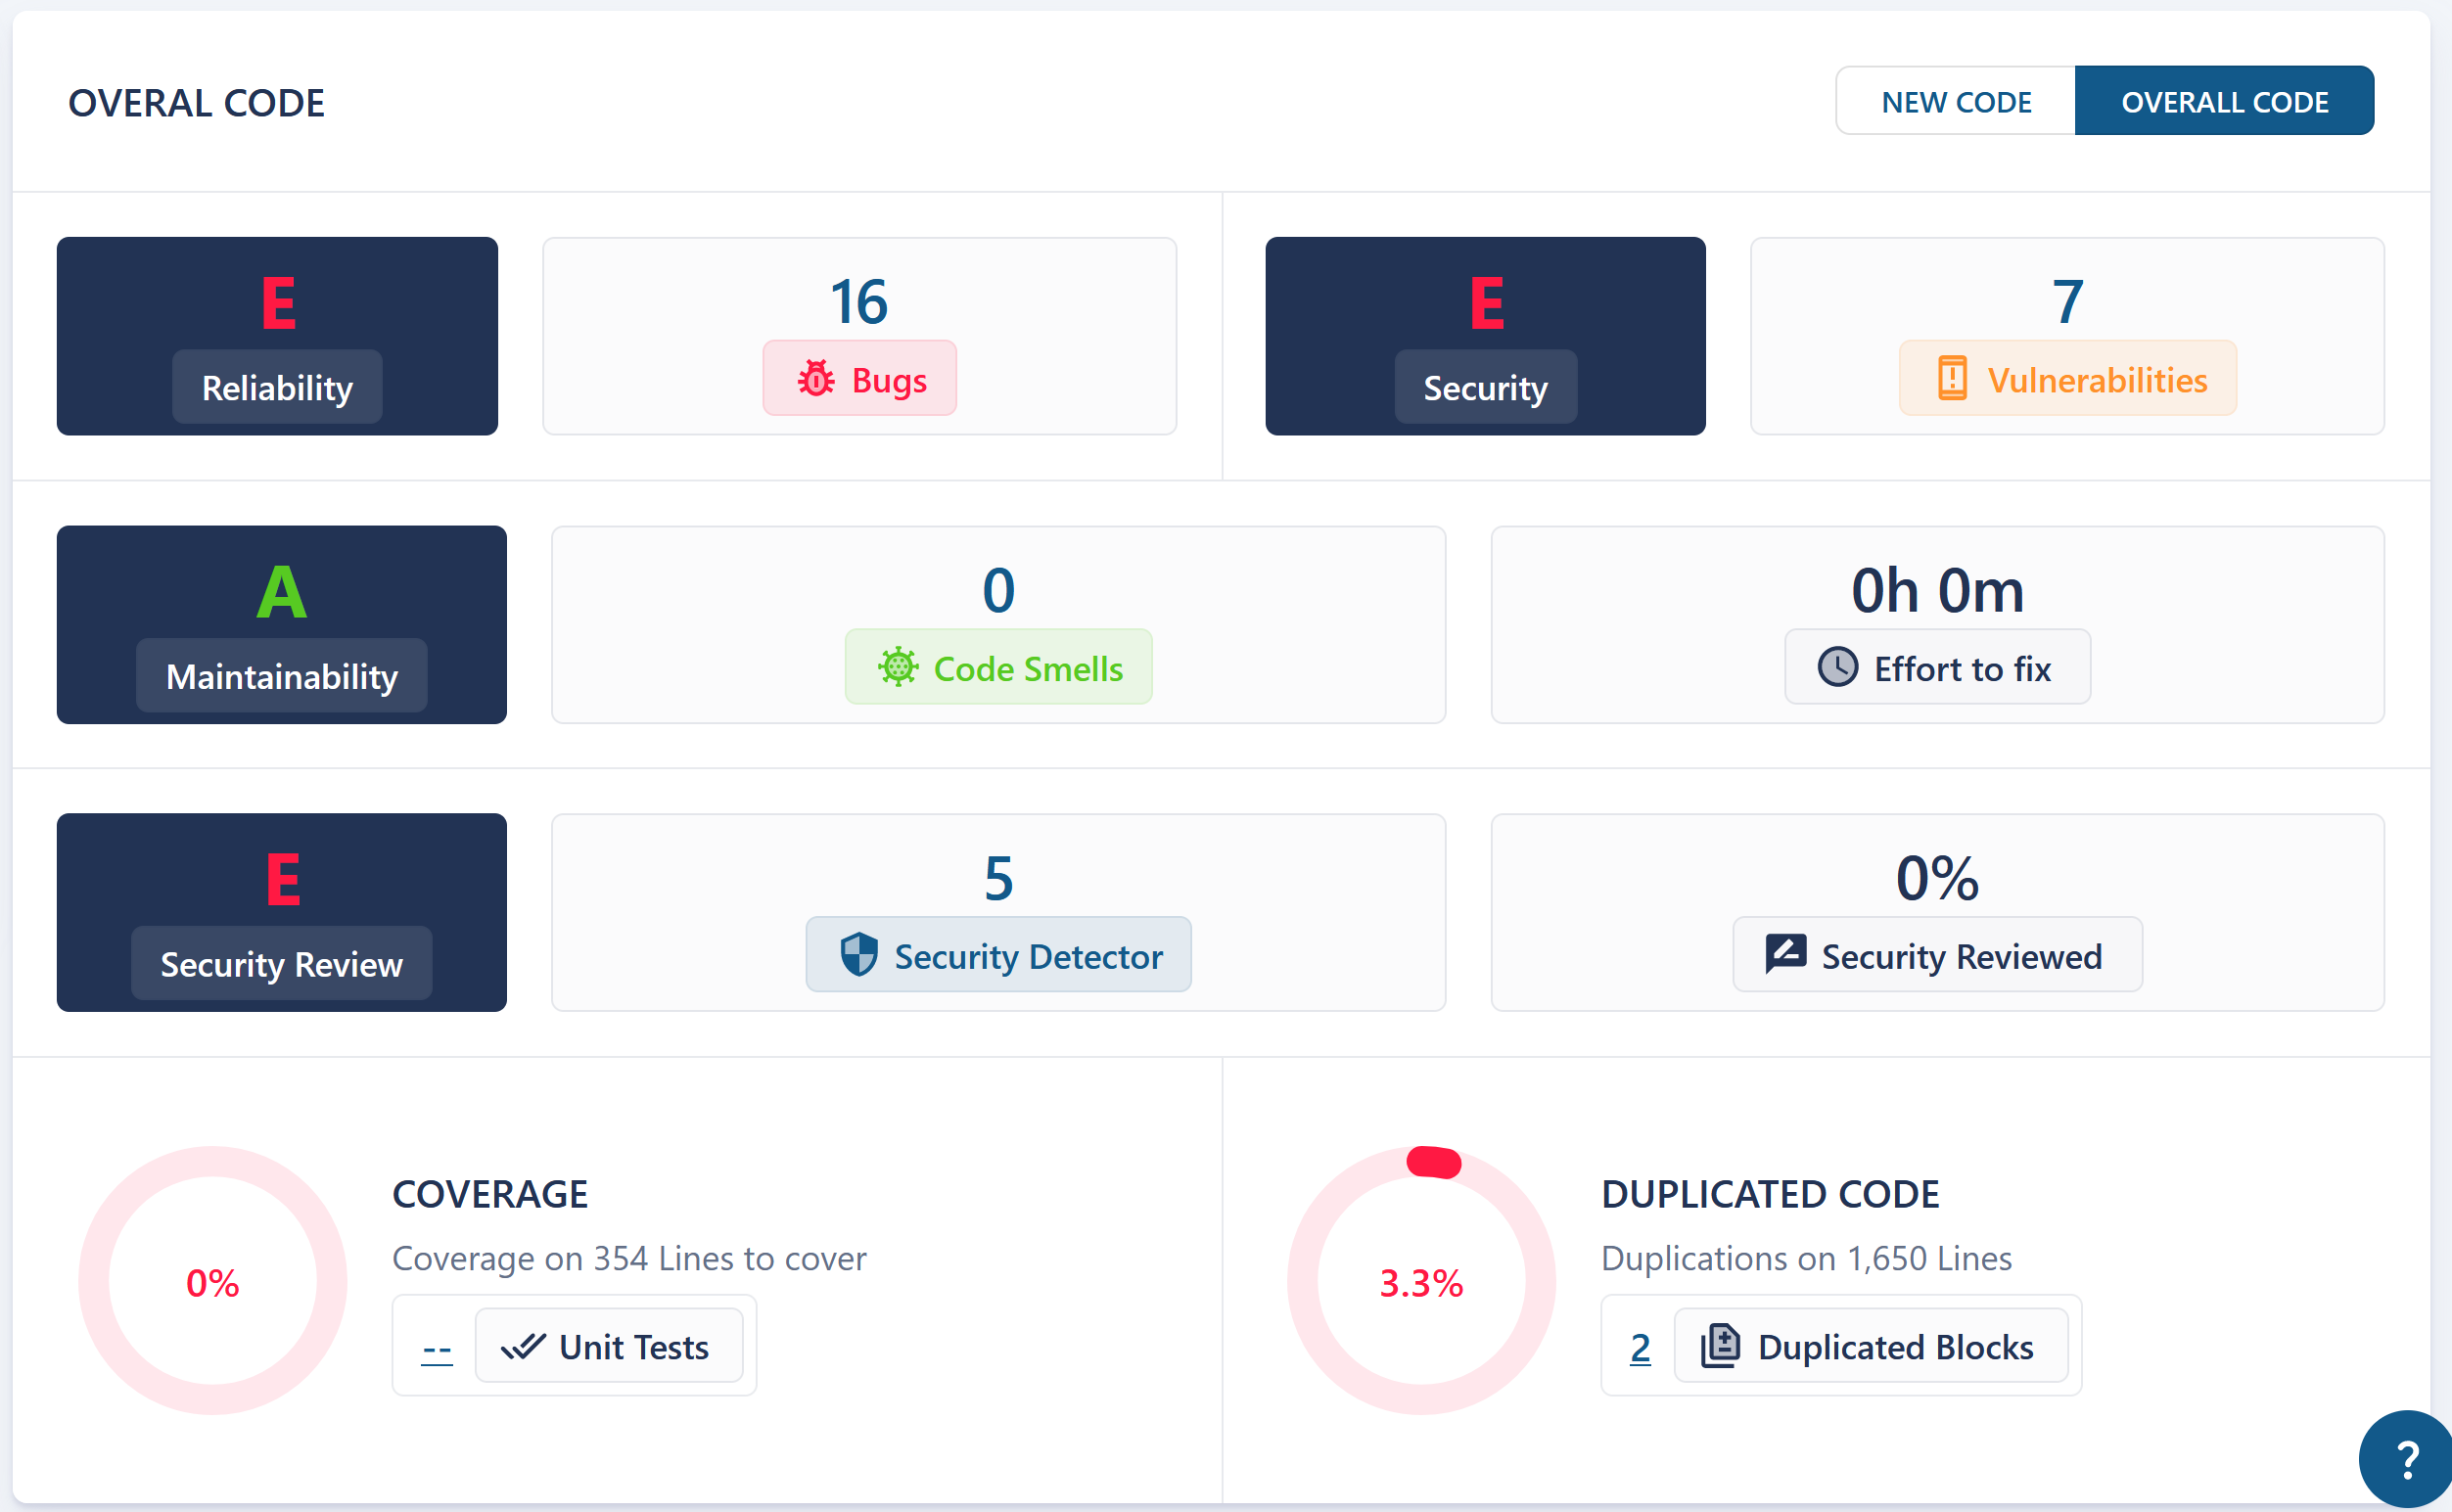 OVERAL CODE
NEW CODE
OVERALL CODE
E
Reliability
16
Bugs
E
Security
7
Vulnerabilities
A
Maintainability
0
Code Smells
0h 0m
Effort to fix
E
Security Review
5
Security Detector
0%
Security Reviewed
0%
COVERAGE
Coverage on 354 Lines to cover
-- Unit Tests
3.3%
DUPLICATED CODE
Duplications on 1,650 Lines
2 Duplicated Blocks
?